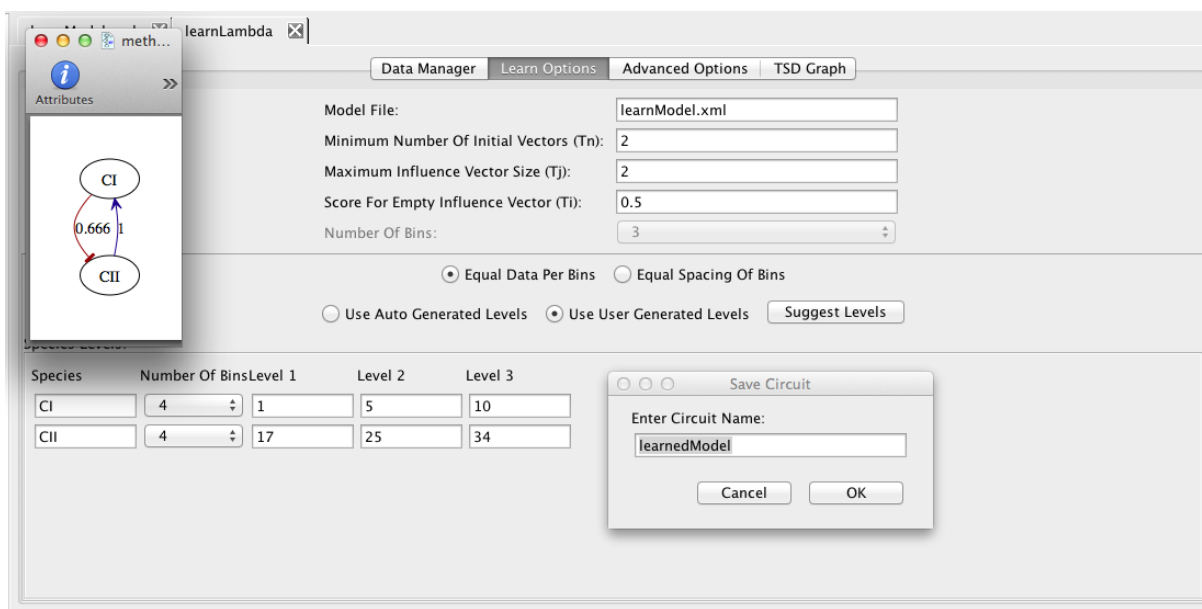 learnLambda
meth...
Data Manager Learn Options Advanced Options TSD Graph
Attributes
Model File: learnModel.xml
Minimum Number Of Initial Vectors (Tn): 2
Maximum Influence Vector Size (Tj): 2
Score For Empty Influence Vector (Ti): 0.5
Number Of Bins: 3
CI
0.666 1
CII
Equal Data Per Bins Equal Spacing Of Bins
Use Auto Generated Levels Use User Generated Levels Suggest Levels
Species Levels:
Species Number Of Bins Level 1 Level 2 Level 3
CI 4 1 5 10
CII 4 17 25 34
Save Circuit
Enter Circuit Name:
learnedModel
Cancel OK